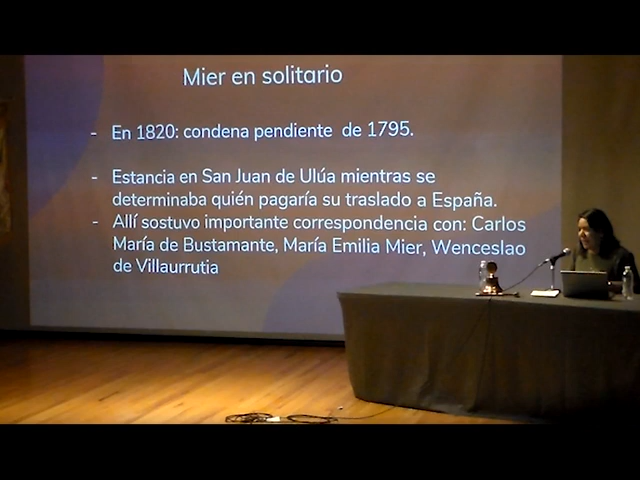 Mier en solitario
- En 1820: condena pendiente de 1795.
- Estancia en San Juan de Ulúa mientras se
determinaba quién pagaría su traslado a España.
- Allí sostuvo importante correspondencia con: Carlos
María de Bustamante, María Emilia Mier, Wenceslao
de Villaurrutia